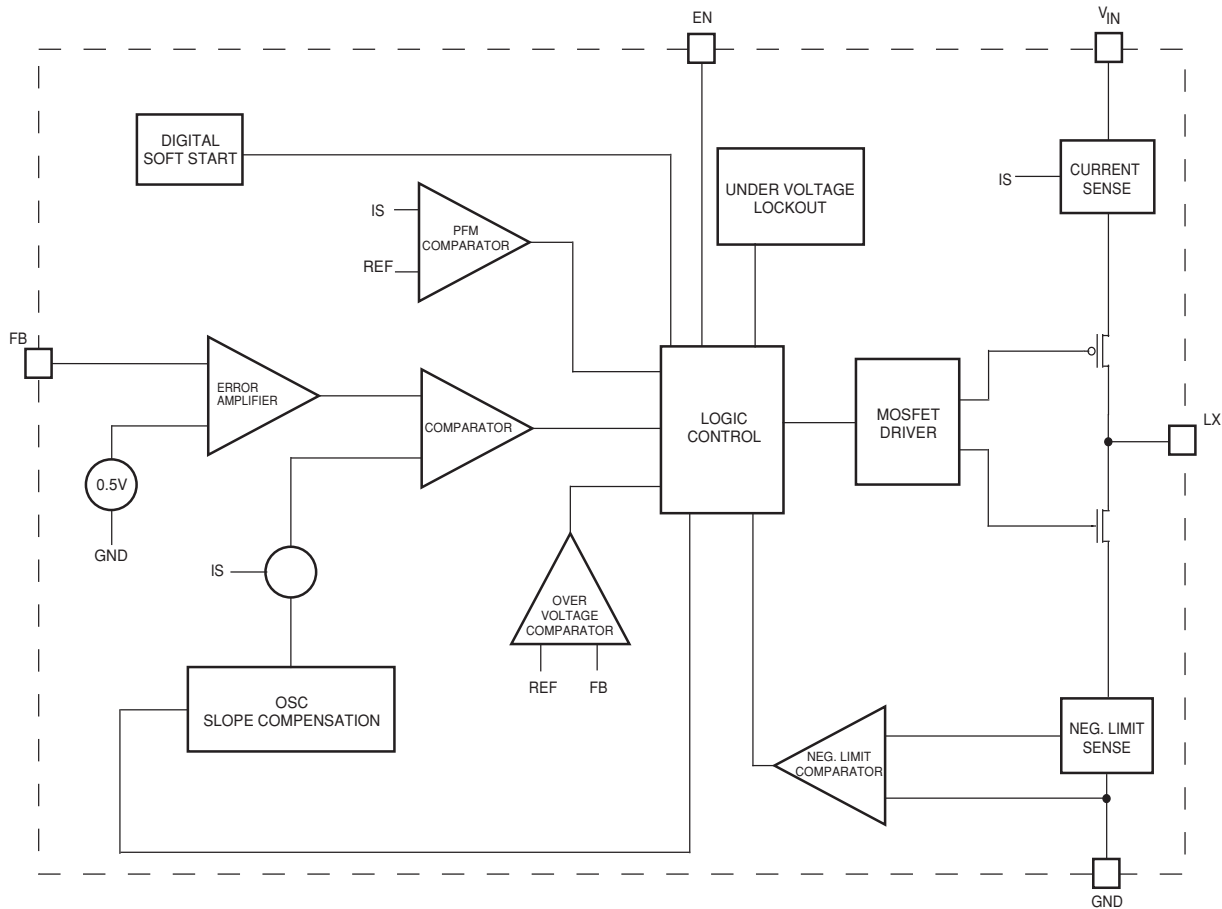 EN
VIN
DIGITAL
SOFT START
UNDER VOLTAGE
LOCKOUT
CURRENT
SENSE
IS
IS
PFM
COMPARATOR
REF
FB
ERROR
AMPLIFIER
COMPARATOR
LOGIC
CONTROL
MOSFET
DRIVER
LX
0.5V
GND
IS
OVER
VOLTAGE
COMPARATOR
REF
FB
OSC
SLOPE COMPENSATION
NEG. LIMIT
COMPARATOR
NEG. LIMIT
SENSE
GND